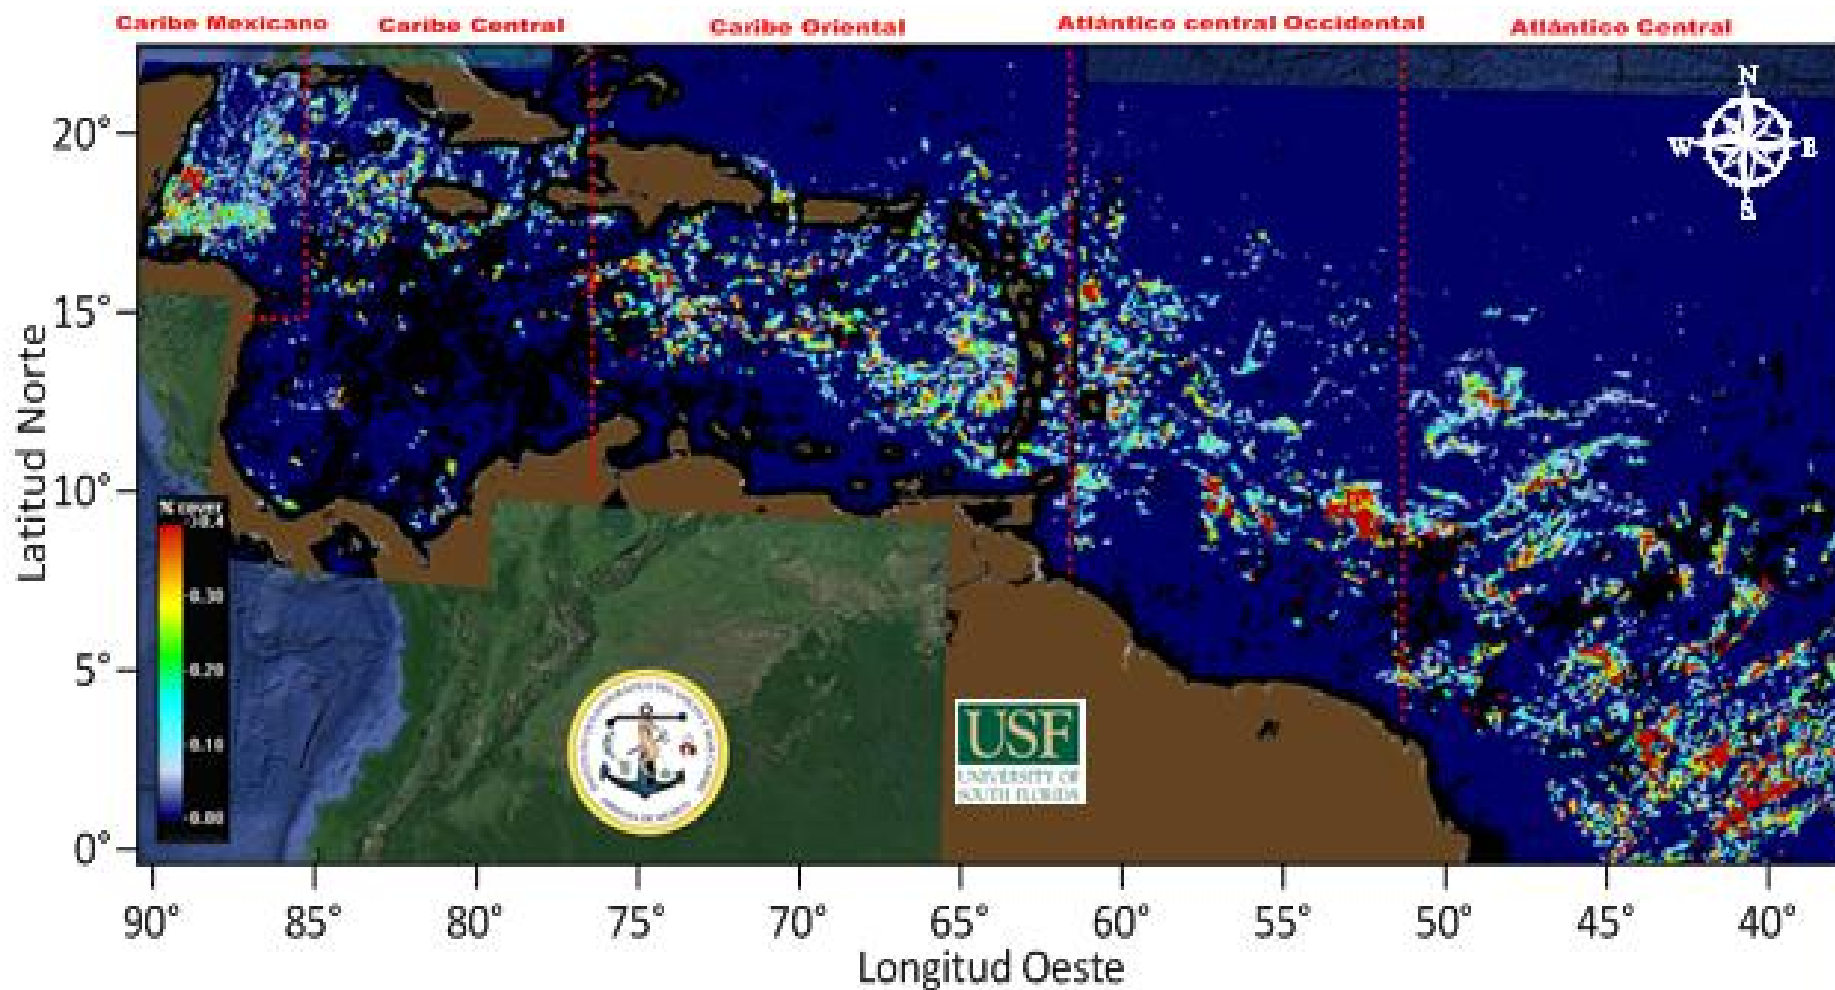 Caribe Mexicano
Caribe Central
Caribe Oriental
Atlántico central Occidental
Atlántico Central
N
W
E
S
20°
15°
10°
5°
0°
Latitud Norte
% cover
>0.4
0.30
0.20
0.10
0.00
USF
UNIVERSITY OF
SOUTH FLORIDA
90°
85°
80°
75°
70°
65°
60°
55°
50°
45°
40°
Longitud Oeste